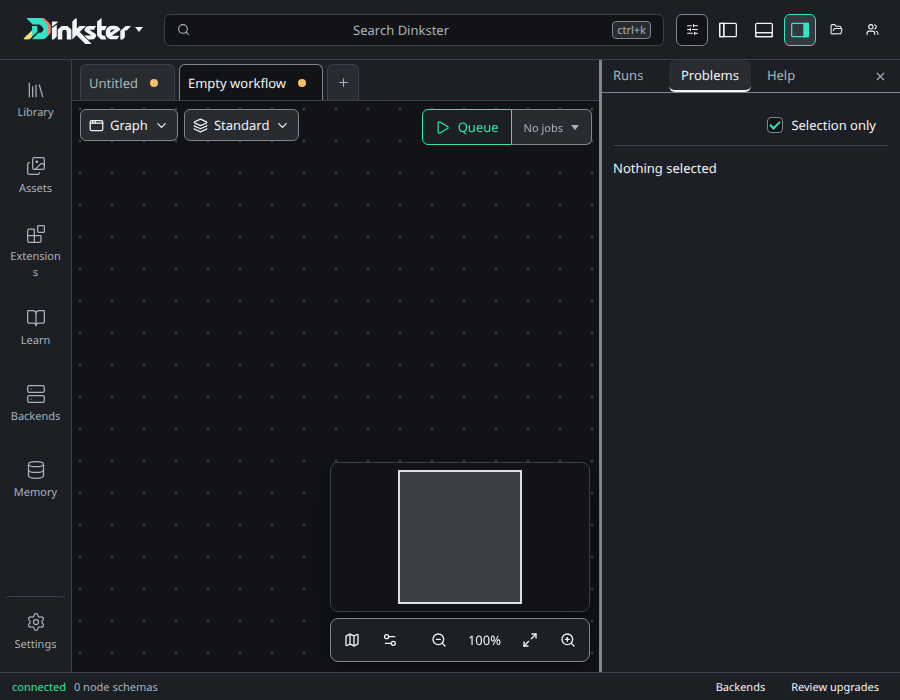 Dinkster
Search Dinkster
ctrl+k
Untitled
Empty workflow
Runs
Problems
Help
Graph
Standard
Queue
No jobs
Selection only
Nothing selected
Library
Assets
Extension
s
Learn
Backends
Memory
Settings
100%
connected
0 node schemas
Backends
Review upgrades